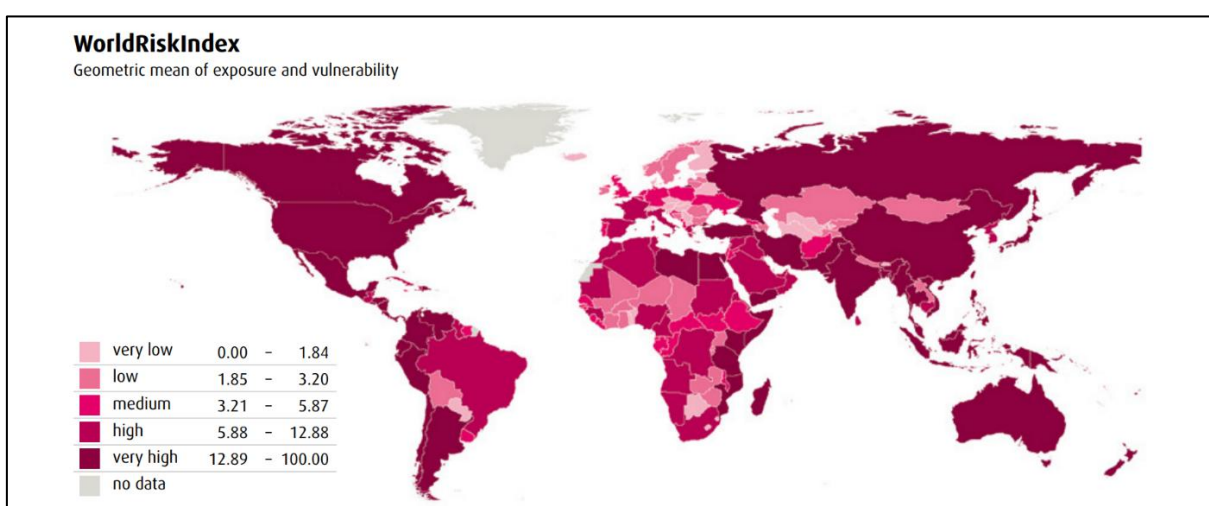 WorldRiskIndex
Geometric mean of exposure and vulnerability
very low 0.00 – 1.84
low 1.85 – 3.20
medium 3.21 – 5.87
high 5.88 – 12.88
very high 12.89 – 100.00
no data